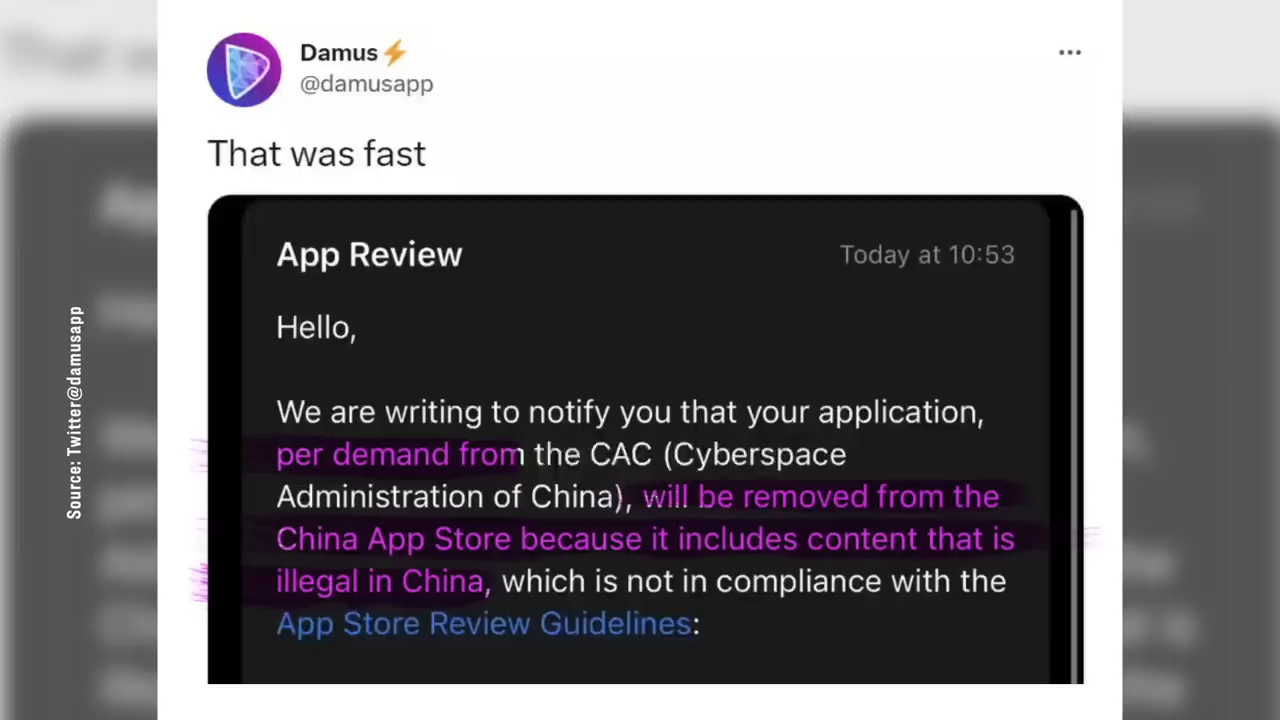 Damus⚡
@damusapp
That was fast
App Review
Today at 10:53
Hello,
We are writing to notify you that your application,
per demand from the CAC (Cyberspace
Administration of China), will be removed from the
China App Store because it includes content that is
illegal in China, which is not in compliance with the
App Store Review Guidelines:
Source: Twitter@damusapp